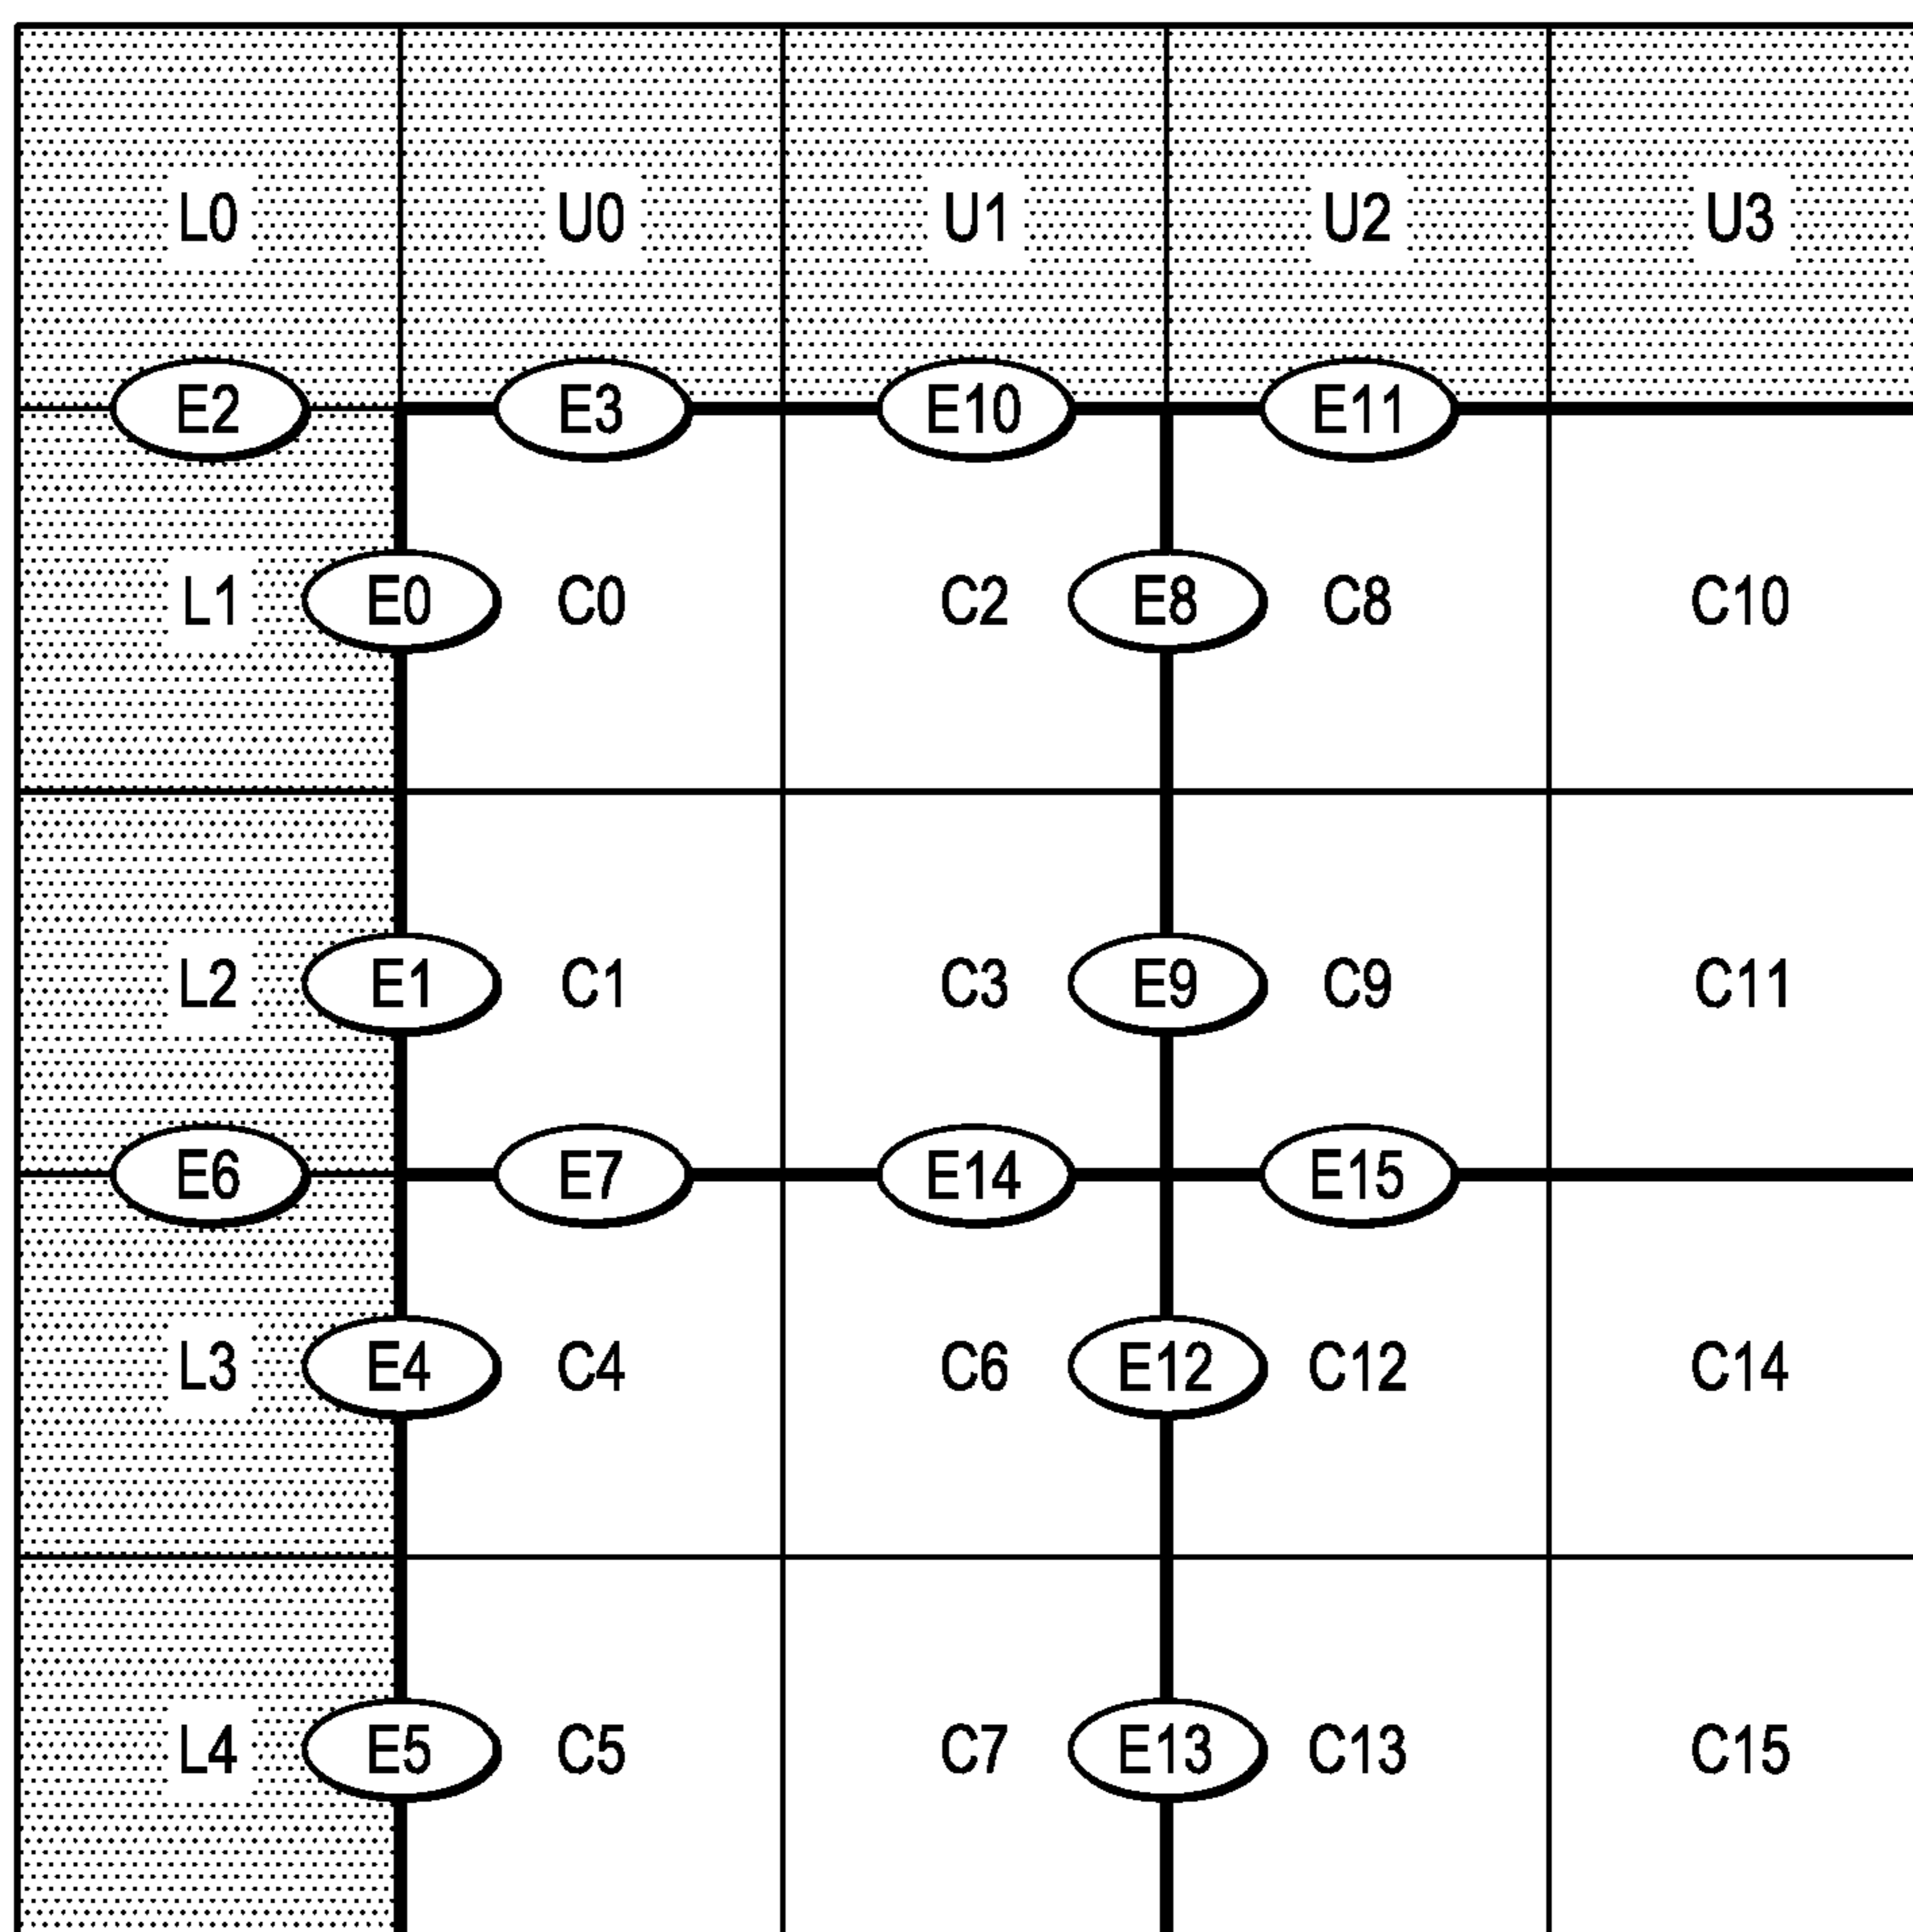 L0 U0 U1 U2 U3
E2 E3 E10 E11
L1 E0 C0 C2 E8 C8 C10
L2 E1 C1 C3 E9 C9 C11
E6 E7 E14 E15
L3 E4 C4 C6 E12 C12 C14
L4 E5 C5 C7 E13 C13 C15